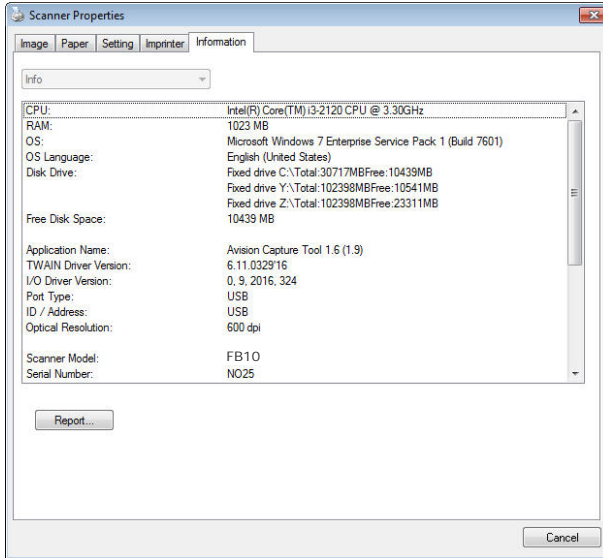 Scanner Properties
Image Paper Setting Imprinter Information
Info
CPU: Intel(R) Core(TM) i3-2120 CPU @ 3.30GHz
RAM: 1023 MB
OS: Microsoft Windows 7 Enterprise Service Pack 1 (Build 7601)
OS Language: English (United States)
Disk Drive: Fixed drive C:\Total:30717MBFree:10439MB
Fixed drive Y:\Total:102398MBFree:10541MB
Fixed drive Z:\Total:102398MBFree:23311MB
Free Disk Space: 10439 MB
Application Name: Avision Capture Tool 1.6 (1.9)
TWAIN Driver Version: 6.11.0329'16
I/O Driver Version: 0, 9, 2016, 324
Port Type: USB
ID / Address: USB
Optical Resolution: 600 dpi
Scanner Model: FB10
Serial Number: NO25
Report...
Cancel